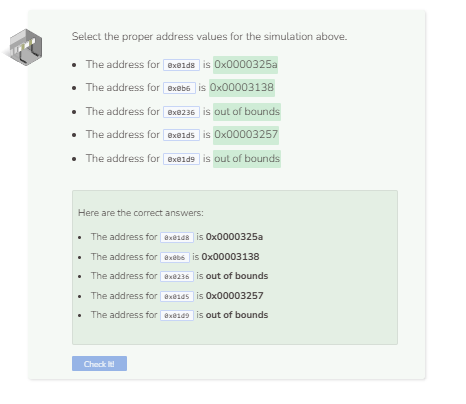 Select the proper address values for the simulation above.
• The address for 0x01d8 is 0x0000325a
• The address for 0x0b6 is 0x00003138
• The address for 0x0236 is out of bounds
• The address for 0x01d5 is 0x00003257
• The address for 0x01d9 is out of bounds
Here are the correct answers:
• The address for 0x01d8 is 0x0000325a
• The address for 0x0b6 is 0x00003138
• The address for 0x0236 is out of bounds
• The address for 0x01d5 is 0x00003257
• The address for 0x01d9 is out of bounds
Check It!